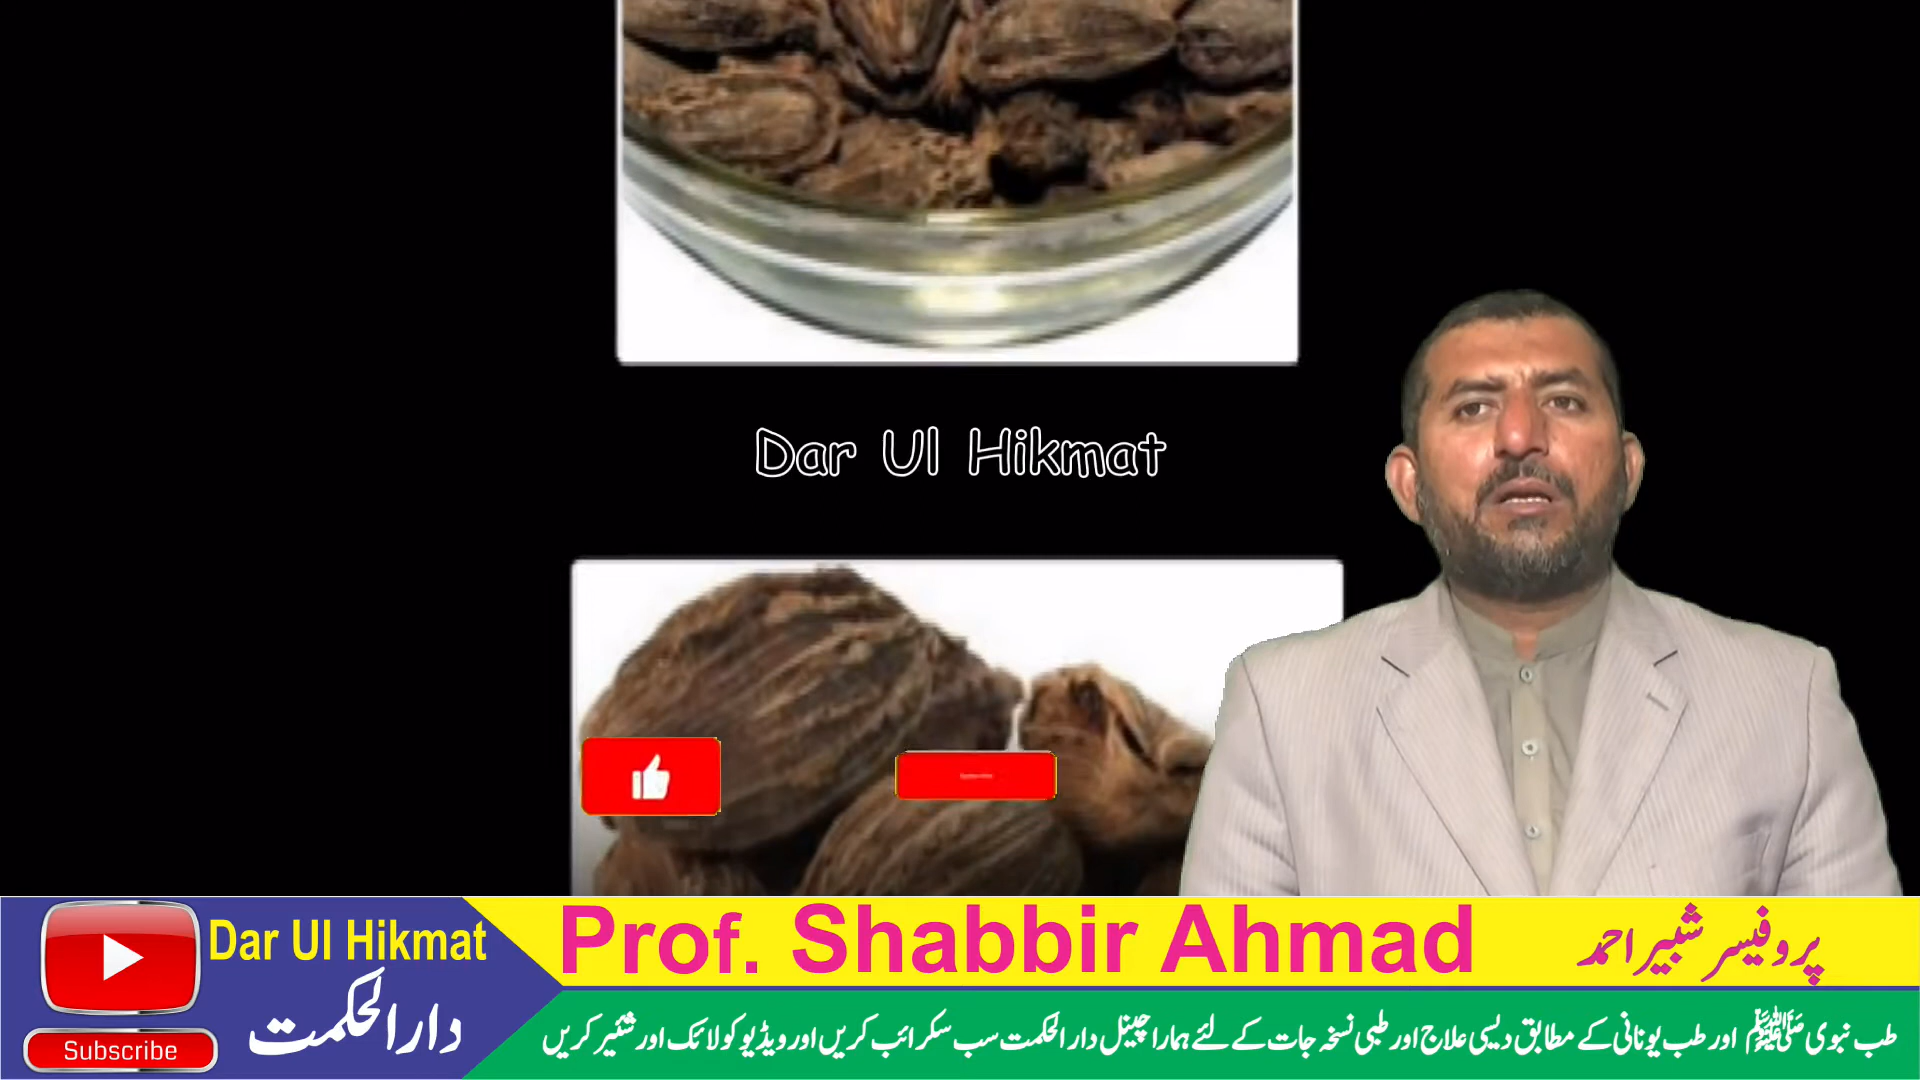 Dar Ul Hikmat
Dar Ul Hikmat
دارالحکمت
Subscribe
Prof. Shabbir Ahmad
پروفیسر شبیر احمد
طب نبوی ﷺ اور طب یونانی کے مطابق دیسی علاج اور طبی نسخہ جات کے لئے ہمارا چینل دارالحکمت سب سکرائب کریں اور ویڈیو کو لائک اور شئیر کریں